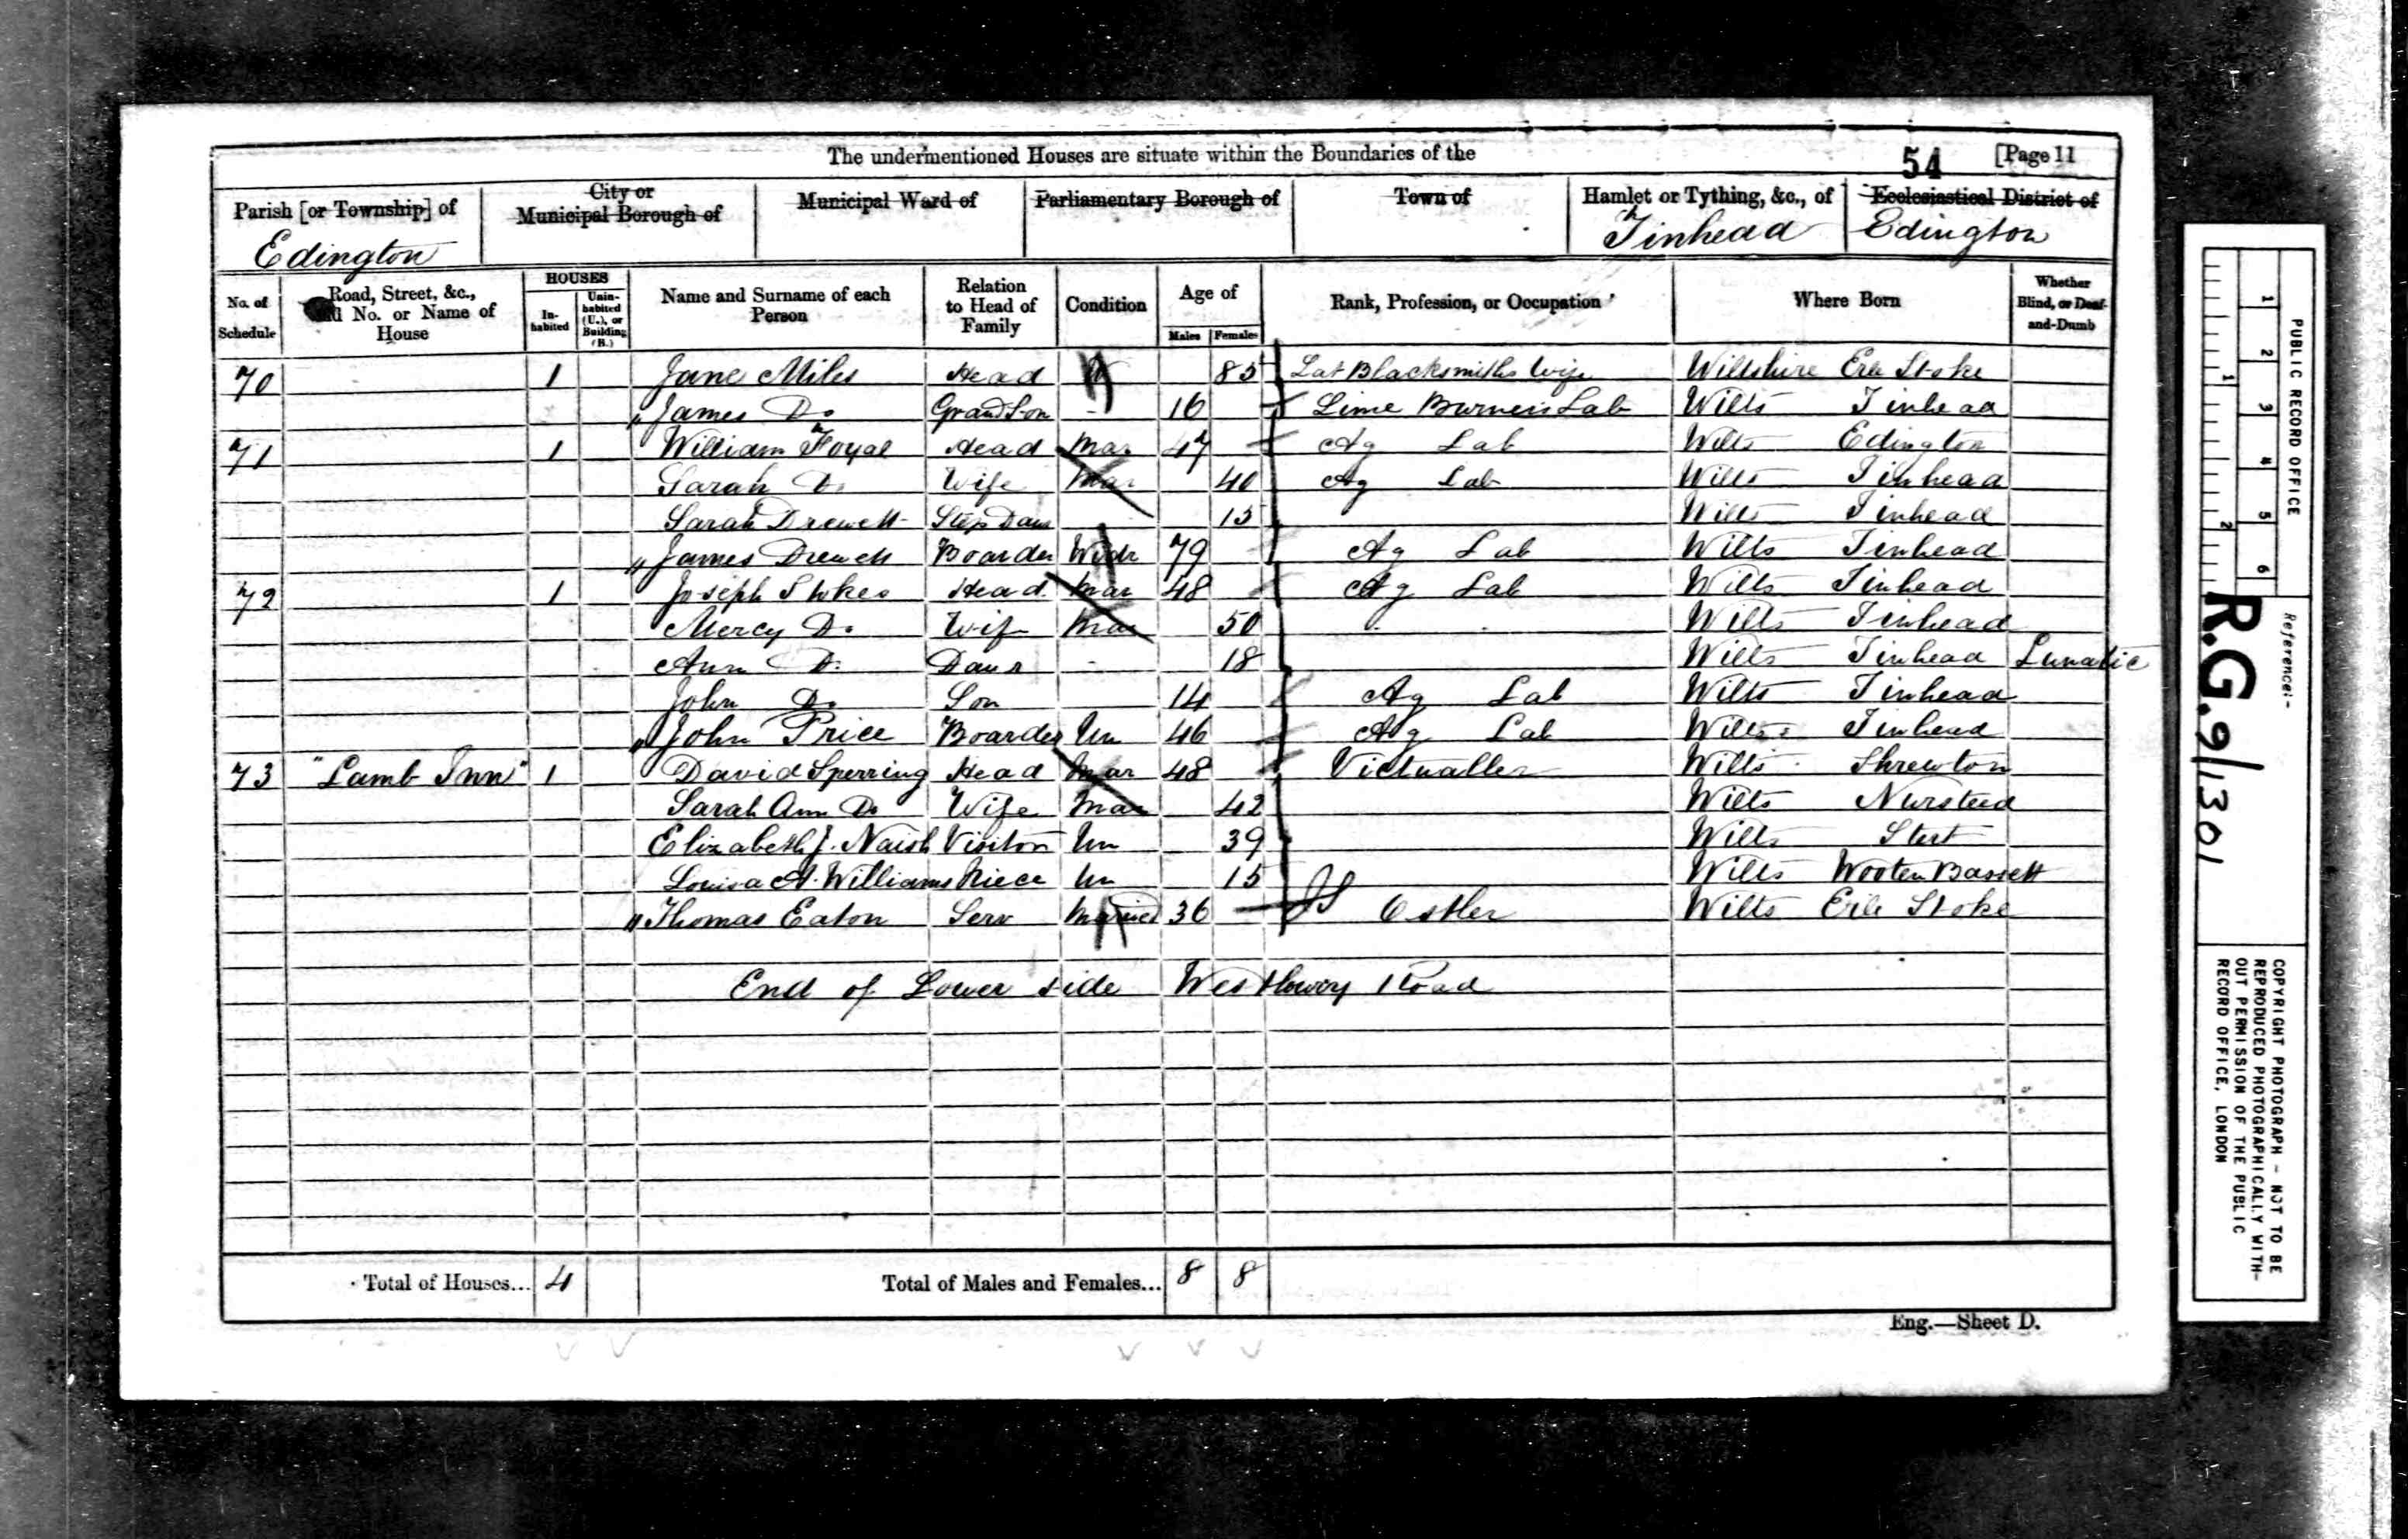 The undermentioned Houses are situate within the Boundaries of the
54 [Page 11
Parish [or Township] of
Edington
City or
Municipal Borough of
Municipal Ward of
Parliamentary Borough of
Town of
Hamlet or Tything, &c., of
Tinhead
Ecclesiastical District of
Edington
No. of Schedule
Road, Street, &c., and No. or Name of House
HOUSES
In-habited
Unin-habited (U.), or Building (B.)
Name and Surname of each Person
Relation to Head of Family
Condition
Age of
Males Females
Rank, Profession, or Occupation
Where Born
Whether Blind, or Deaf-and-Dumb
70 1 Jane Miles Head 85 Lat Blacksmiths Wife Wiltshire Erle Stoke
" James Do Grand Son - 16 Lime Burners Lab Wilts Tinhead
71 1 William Foyal Head Mar 47 Ag Lab Wilts Edington
Sarah Do Wife Mar 40 Ag Lab Wilts Tinhead
Sarah Drewett Step Daur 15 Wilts Tinhead
" James Drewett Boarder Widr 79 Ag Lab Wilts Tinhead
72 1 Joseph Stokes Head Mar 48 Ag Lab Wilts Tinhead
Mercy Do Wife Mar 50 Wilts Tinhead
Ann Do Daur - 18 Wilts Tinhead Lunatic
John Do Son 14 Ag Lab Wilts Tinhead
" John Price Boarder Un 46 Ag Lab Wilts Tinhead
73 "Lamb Inn" 1 David Sperring Head Mar 48 Victualler Wilts Shrewton
Sarah Ann Do Wife Mar 42 Wilts Nursteed
Elizabeth J. Naish Visitor Un 39 Wilts Stert
Louisa A. Williams Niece Un 15 Wilts Wooten Bassett
" Thomas Eaton Serv Married 36 Ostler Wilts Erle Stoke
End of Lower side Westbury Road
Total of Houses... 4
Total of Males and Females... 8 8
Eng.—Sheet D.
1 2
1 2 3 4 5 6
PUBLIC RECORD OFFICE
Reference:-
R.G. 9/1301
COPYRIGHT PHOTOGRAPH - NOT TO BE
REPRODUCED PHOTOGRAPHICALLY WITH-
OUT PERMISSION OF THE PUBLIC
RECORD OFFICE, LONDON